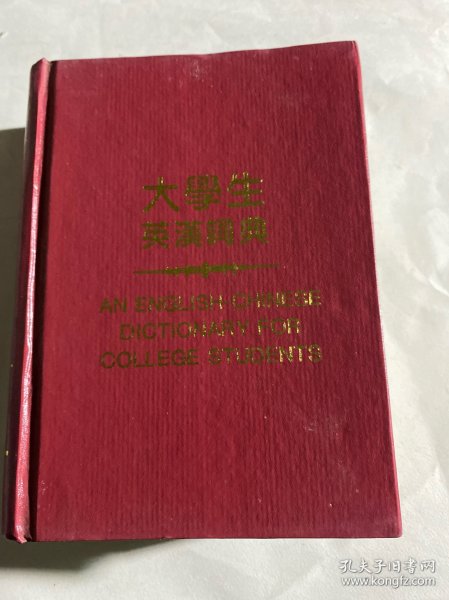 大學生
英漢詞典
AN ENGLISH-CHINESE
DICTIONARY FOR
COLLEGE STUDENTS
孔夫子旧书网
www.kongfz.com